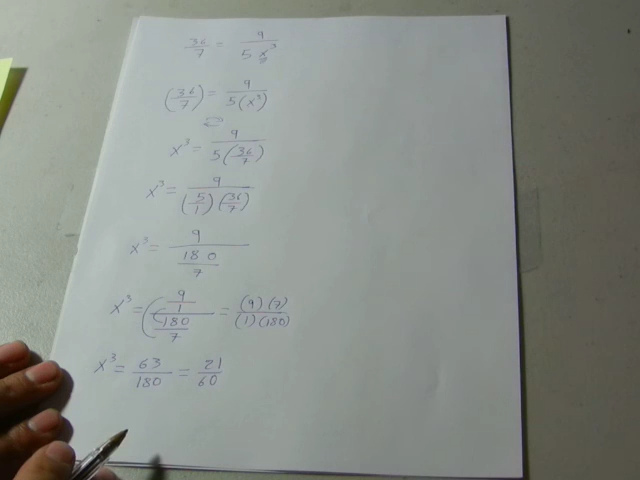 36/7 = 9/5x³
(36/7) = 9/5(x³)
x³ = 9/5(36/7)
x³ = 9/(5/1)(36/7)
x³ = 9/(180/7)
x³ = (9/1)/(180/7) = (9)(7)/(1)(180)
x³ = 63/180 = 21/60